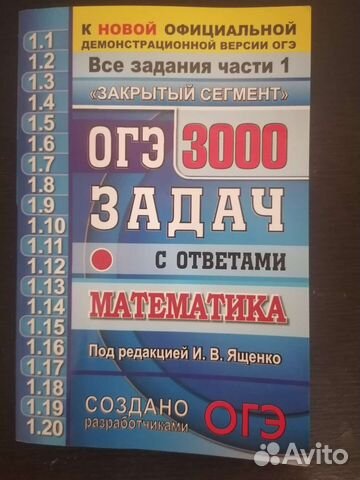 К НОВОЙ ОФИЦИАЛЬНОЙ
ДЕМОНСТРАЦИОННОЙ ВЕРСИИ ОГЭ
Все задания части 1
«ЗАКРЫТЫЙ СЕГМЕНТ»
ОГЭ 3000
ЗАДАЧ
С ОТВЕТАМИ
МАТЕМАТИКА
Под редакцией И. В. Ященко
СОЗДАНО
разработчиками
ОГЭ
1.1
1.2
1.3
1.4
1.5
1.6
1.7
1.8
1.9
1.10
1.11
1.12
1.13
1.14
1.15
1.16
1.17
1.18
1.19
1.20
Avito